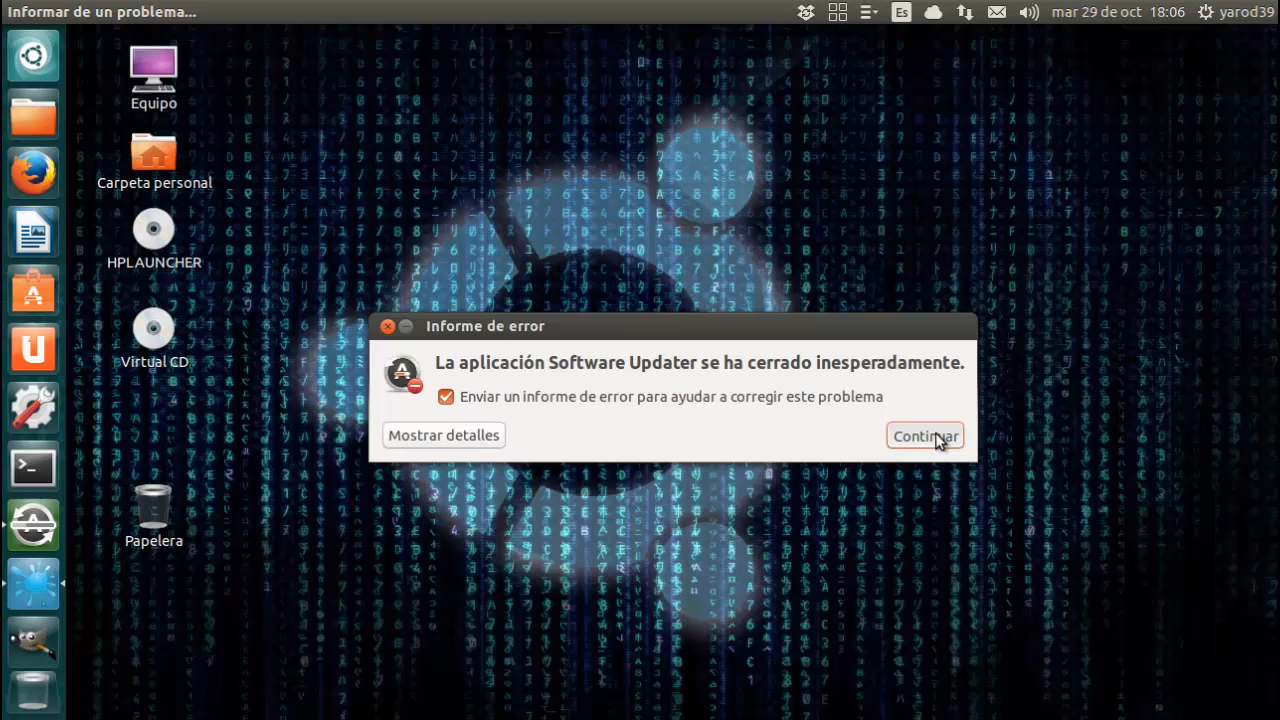 Informar de un problema...
Es
mar 29 de oct 18:06
yarod39
Equipo
Carpeta personal
HPLAUNCHER
Virtual CD
Papelera
Informe de error
La aplicación Software Updater se ha cerrado inesperadamente.
Enviar un informe de error para ayudar a corregir este problema
Mostrar detalles
Continuar